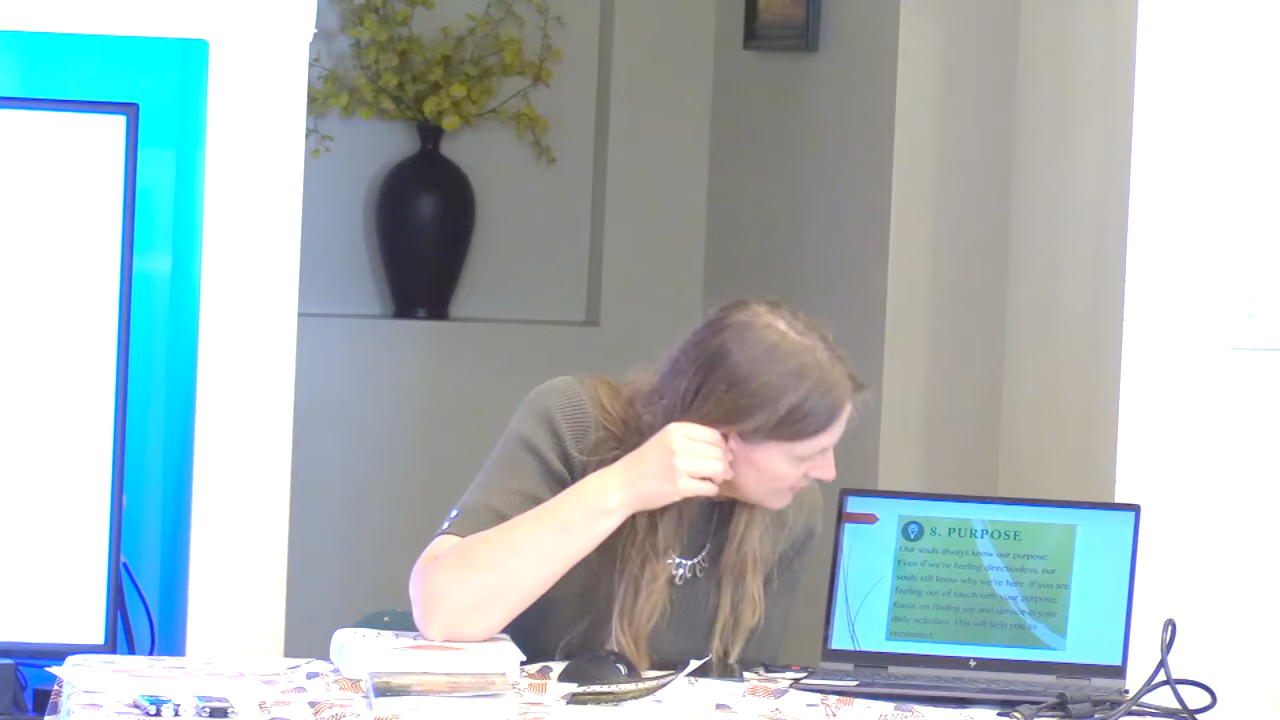 8. PURPOSE
Our souls always know our purpose.
Even if we're feeling directionless, our
souls still know why we're here. If you are
feeling out of touch with your purpose,
focus on finding joy and service in your
daily activities. This will help you to
reconnect.
hp